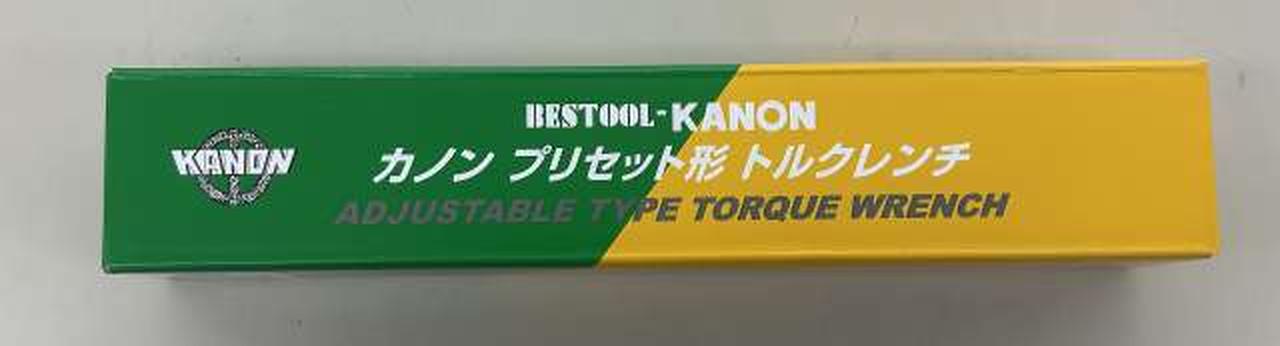 KANON
BESTOOL-KANON
カノン プリセット形 トルクレンチ
ADJUSTABLE TYPE TORQUE WRENCH